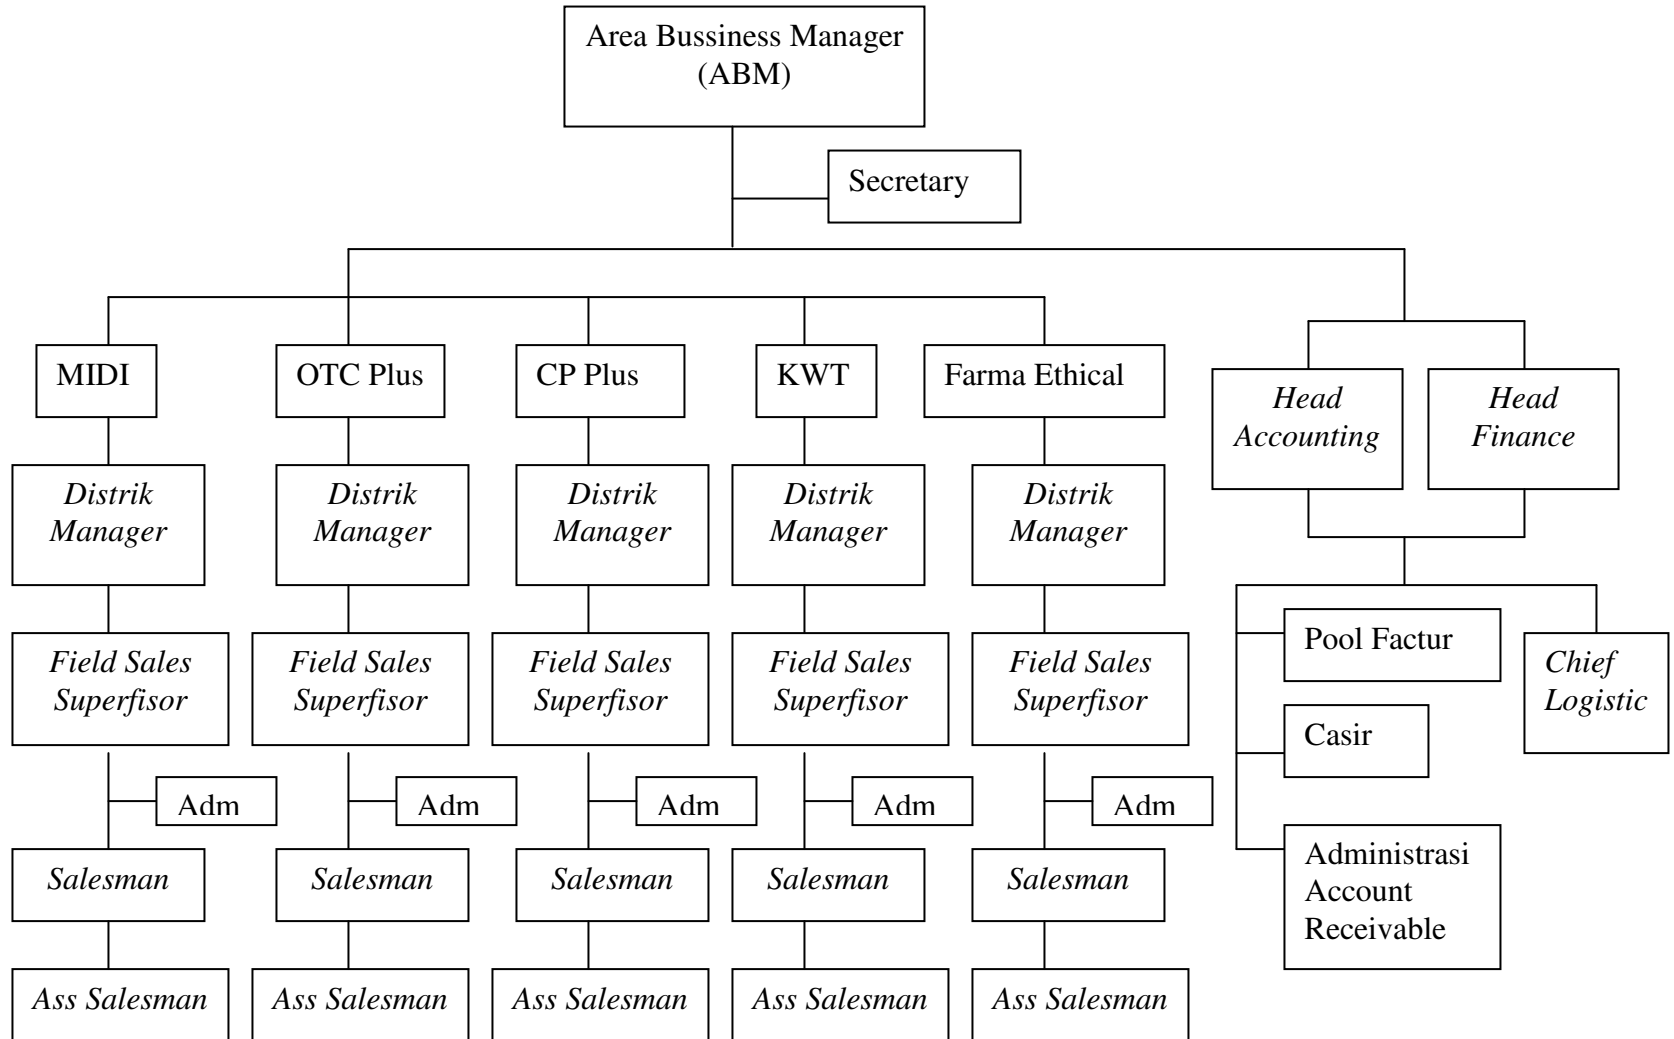 Area Bussiness Manager
(ABM)
Secretary
MIDI
OTC Plus
CP Plus
KWT
Farma Ethical
Head
Accounting
Head
Finance
Distrik
Manager
Distrik
Manager
Distrik
Manager
Distrik
Manager
Distrik
Manager
Field Sales
Superfisor
Field Sales
Superfisor
Field Sales
Superfisor
Field Sales
Superfisor
Field Sales
Superfisor
Pool Factur
Chief
Logistic
Casir
Adm
Adm
Adm
Adm
Adm
Salesman
Salesman
Salesman
Salesman
Salesman
Administrasi
Account
Receivable
Ass Salesman
Ass Salesman
Ass Salesman
Ass Salesman
Ass Salesman